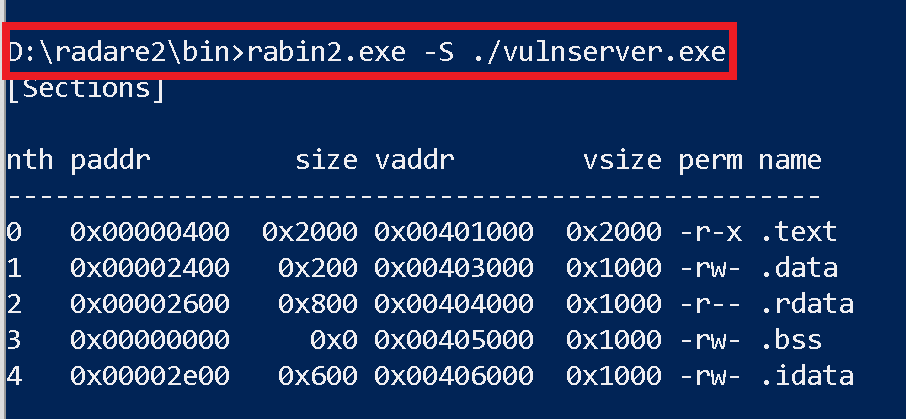 D:\radare2\bin>rabin2.exe -S ./vulnserver.exe
[Sections]
nth paddr size vaddr vsize perm name
---------------------------------------------------------
0 0x00000400 0x2000 0x00401000 0x2000 -r-x .text
1 0x00002400 0x200 0x00403000 0x1000 -rw- .data
2 0x00002600 0x800 0x00404000 0x1000 -r-- .rdata
3 0x00000000 0x0 0x00405000 0x1000 -rw- .bss
4 0x00002e00 0x600 0x00406000 0x1000 -rw- .idata